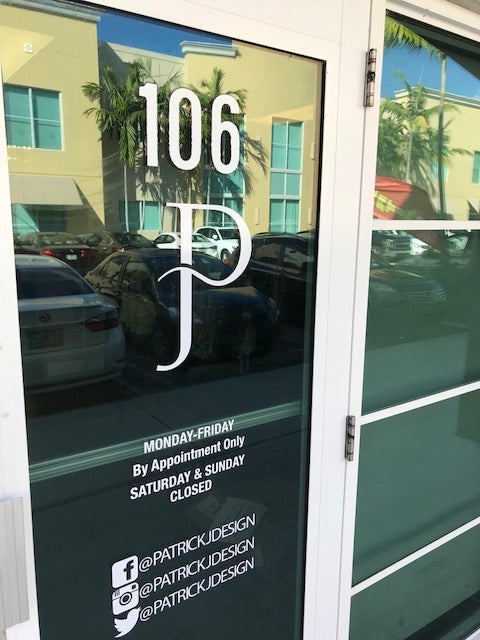 106
PJ
MONDAY-FRIDAY
By Appointment Only
SATURDAY & SUNDAY
CLOSED
@PATRICKJDESIGN
@PATRICKJDESIGN
@PATRICKJDESIGN